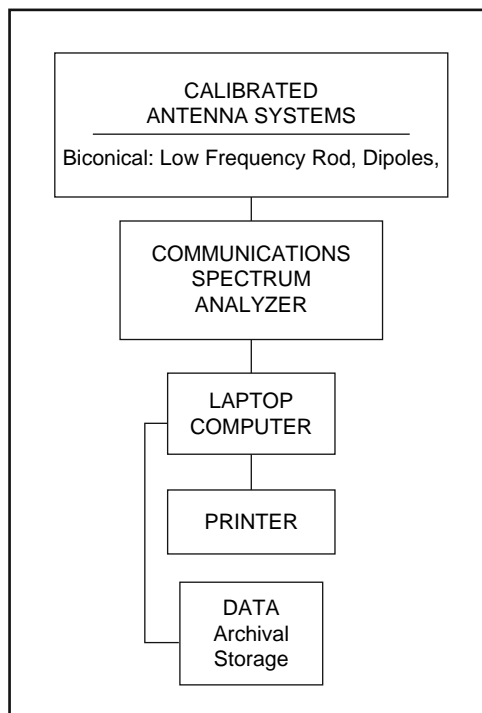 CALIBRATED
ANTENNA SYSTEMS
Biconical: Low Frequency Rod, Dipoles,
COMMUNICATIONS
SPECTRUM
ANALYZER
LAPTOP
COMPUTER
PRINTER
DATA
Archival
Storage